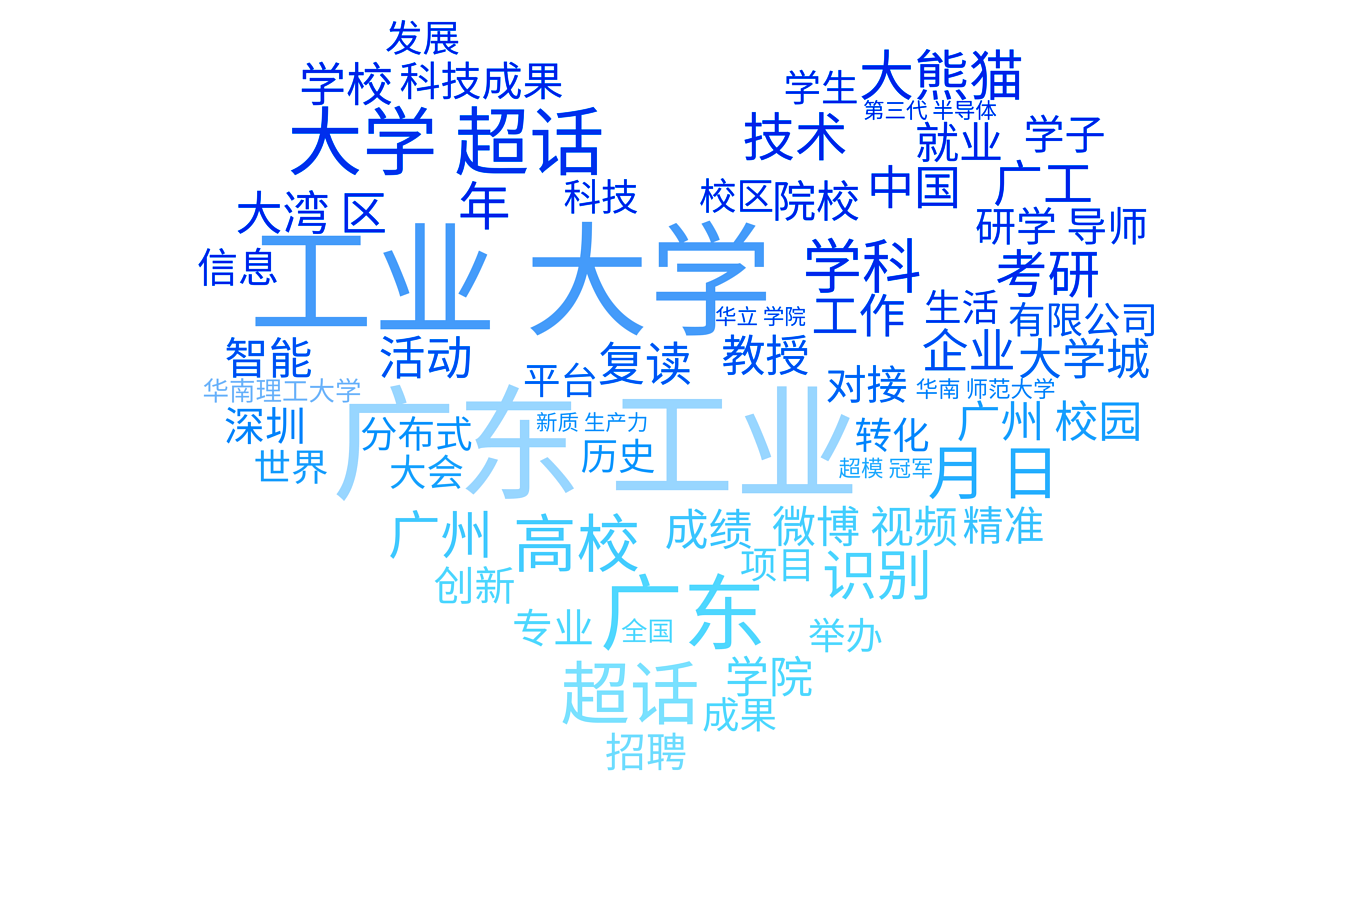 发展
学校 科技成果
学生 大熊猫
第三代 半导体
大学 超话
技术 就业 学子
科技 校区 院校 中国 广工
大湾 区 年
研学 导师
工业 大学
信息 学科 考研
华立 学院 工作 生活 有限公司
智能 活动 平台 复读 教授 企业 大学城
华南理工大学 对接 华南 师范大学
广东 工业
深圳 分布式 新质 生产力 转化 广州 校园
世界 大会 历史 超模 冠军 月 日
广州 高校 成绩 微博 视频 精准
创新 项目 识别
广东
专业 全国 举办
超话 学院
成果
招聘